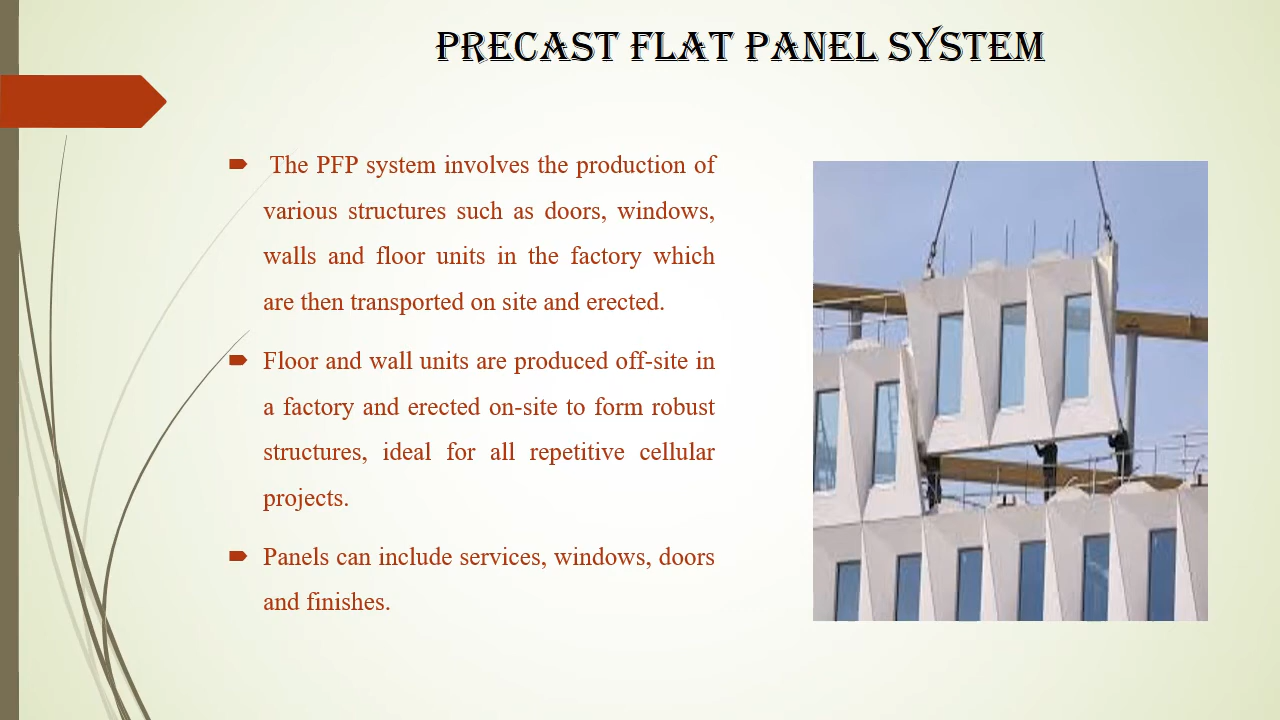 PRECAST FLAT PANEL SYSTEM
The PFP system involves the production of
various structures such as doors, windows,
walls and floor units in the factory which
are then transported on site and erected.
Floor and wall units are produced off-site in
a factory and erected on-site to form robust
structures, ideal for all repetitive cellular
projects.
Panels can include services, windows, doors
and finishes.